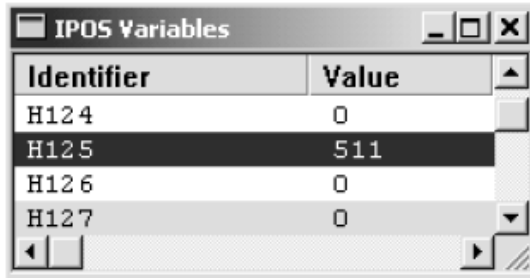 IPOS Variables
Identifier Value
H124 0
H125 511
H126 0
H127 0